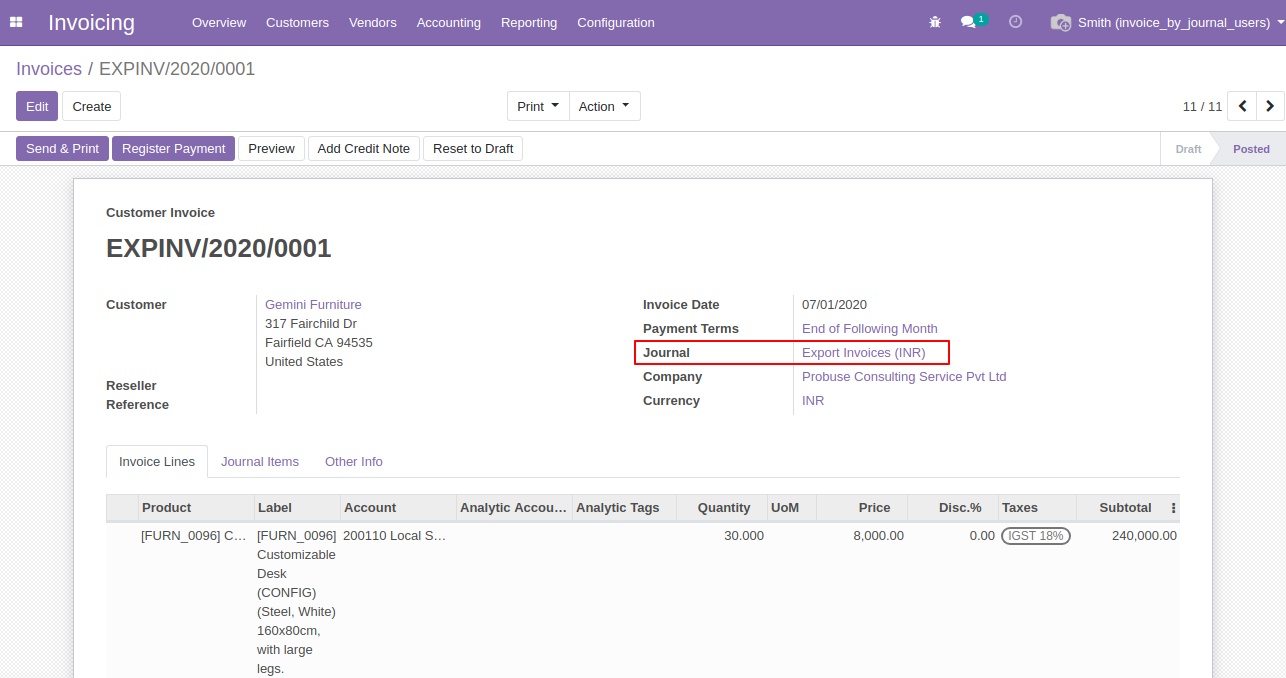 Invoicing Overview Customers Vendors Accounting Reporting Configuration 1 Smith (invoice_by_journal_users)
Invoices / EXPINV/2020/0001
Edit Create Print Action 11 / 11
Send & Print Register Payment Preview Add Credit Note Reset to Draft Draft Posted
Customer Invoice
EXPINV/2020/0001
Customer Gemini Furniture
317 Fairchild Dr
Fairfield CA 94535
United States
Reseller
Reference
Invoice Date 07/01/2020
Payment Terms End of Following Month
Journal Export Invoices (INR)
Company Probuse Consulting Service Pvt Ltd
Currency INR
Invoice Lines Journal Items Other Info
Product Label Account Analytic Accou… Analytic Tags Quantity UoM Price Disc.% Taxes Subtotal
[FURN_0096] C… [FURN_0096] 200110 Local S… 30.000 8,000.00 0.00 IGST 18% 240,000.00
Customizable
Desk
(CONFIG)
(Steel, White)
160x80cm,
with large
legs.